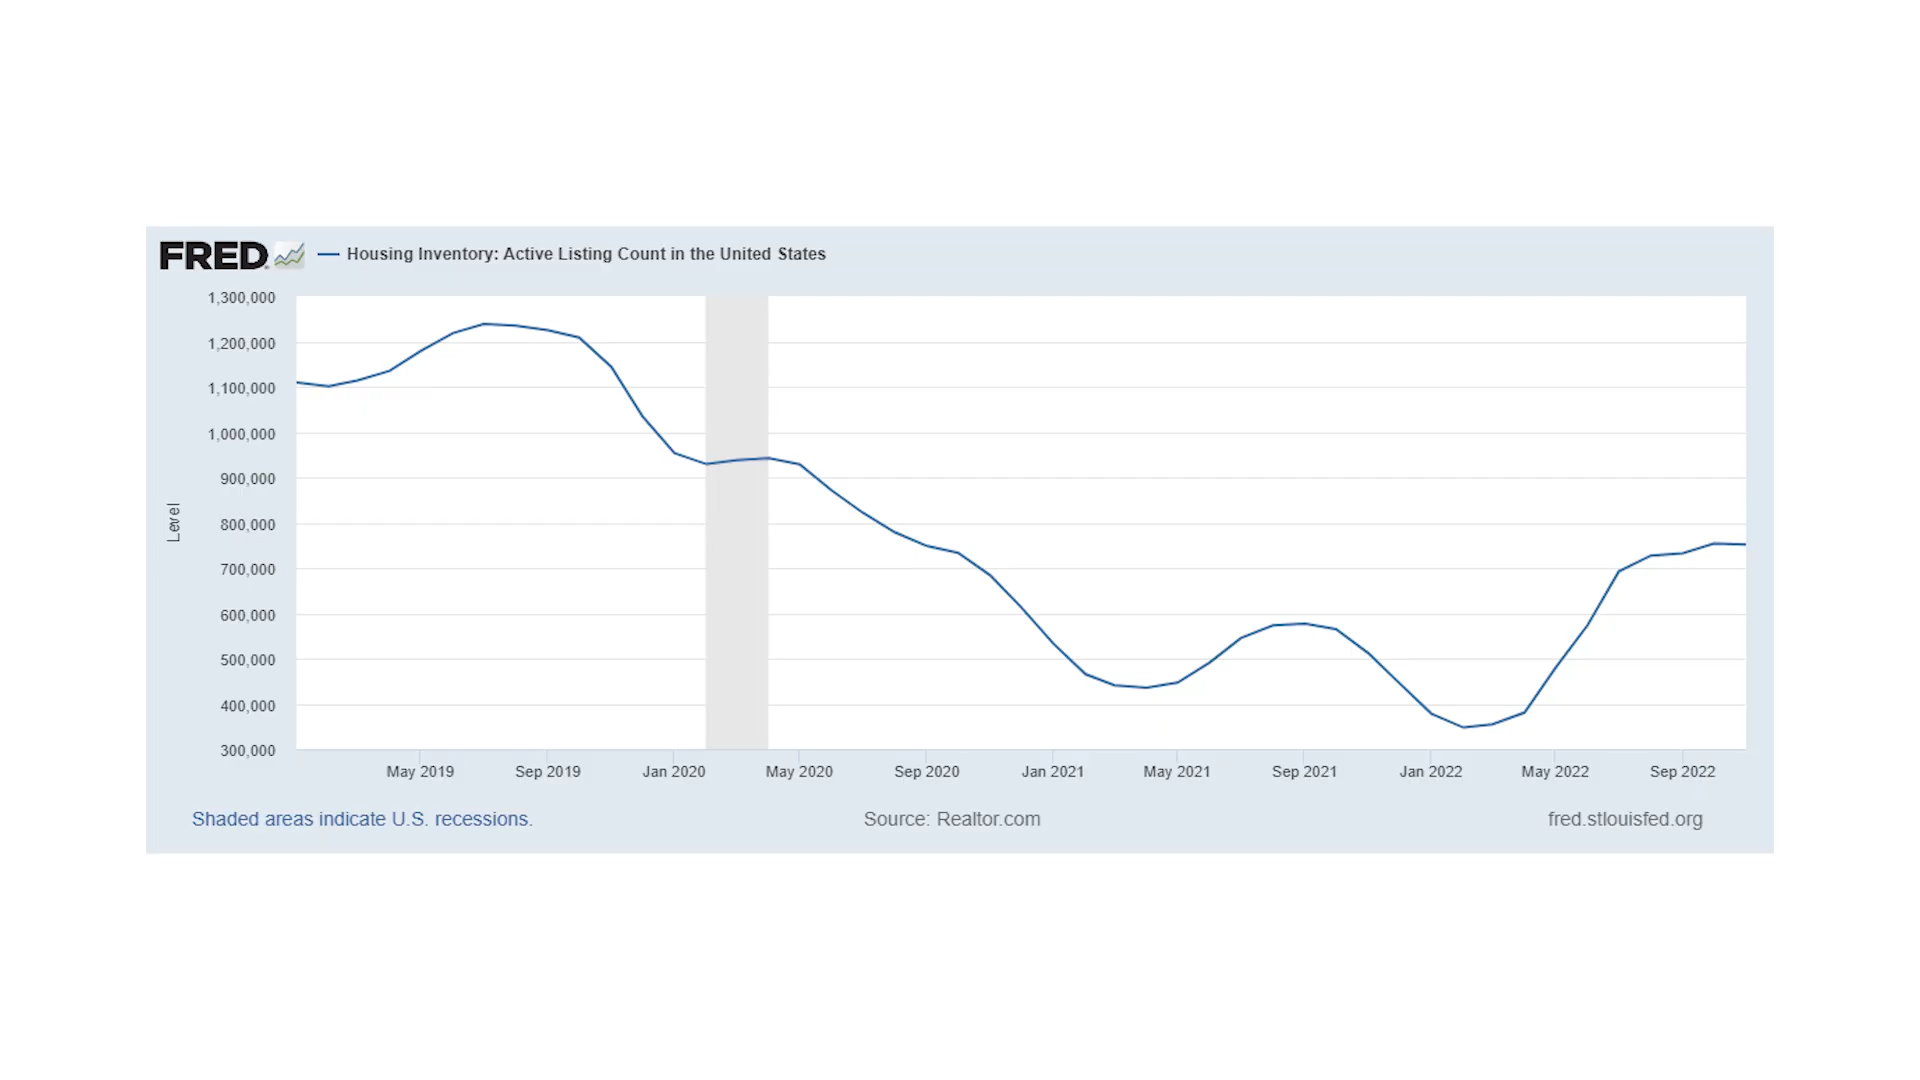 FRED
Housing Inventory: Active Listing Count in the United States
1,300,000
1,200,000
1,100,000
1,000,000
900,000
800,000
700,000
600,000
500,000
400,000
300,000
Level
May 2019 Sep 2019 Jan 2020 May 2020 Sep 2020 Jan 2021 May 2021 Sep 2021 Jan 2022 May 2022 Sep 2022
Shaded areas indicate U.S. recessions. Source: Realtor.com fred.stlouisfed.org